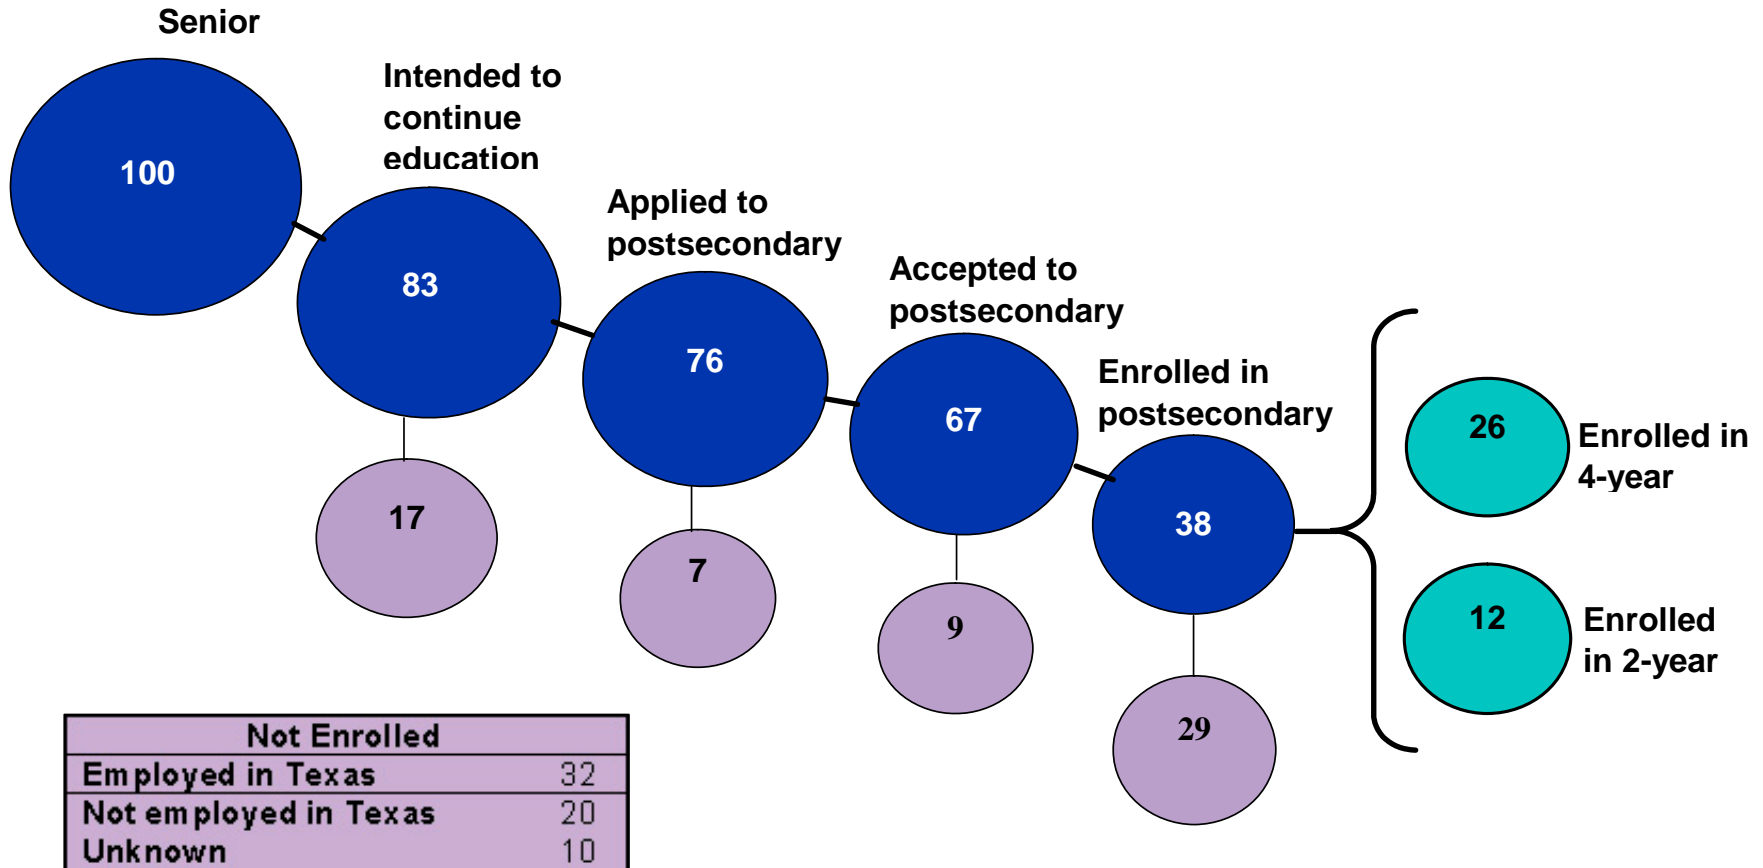 Senior
100
Intended to
continue
education
83
17
Applied to
postsecondary
76
7
Accepted to
postsecondary
67
9
Enrolled in
postsecondary
38
29
26
Enrolled in
4-year
12
Enrolled
in 2-year
Not Enrolled
Employed in Texas 32
Not employed in Texas 20
Unknown 10